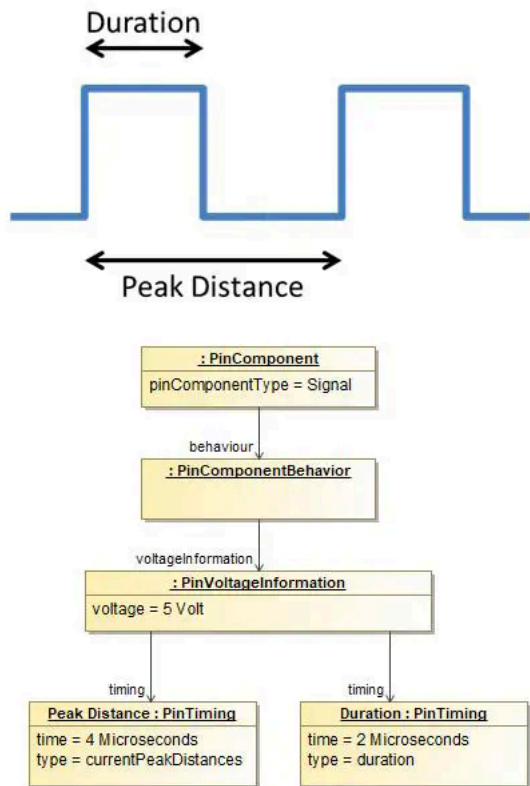 Duration
Peak Distance
: PinComponent
pinComponentType = Signal
behaviour
: PinComponentBehavior
voltageInformation
: PinVoltageInformation
voltage = 5 Volt
timing
timing
Peak Distance : PinTiming
time = 4 Microseconds
type = currentPeakDistances
Duration : PinTiming
time = 2 Microseconds
type = duration